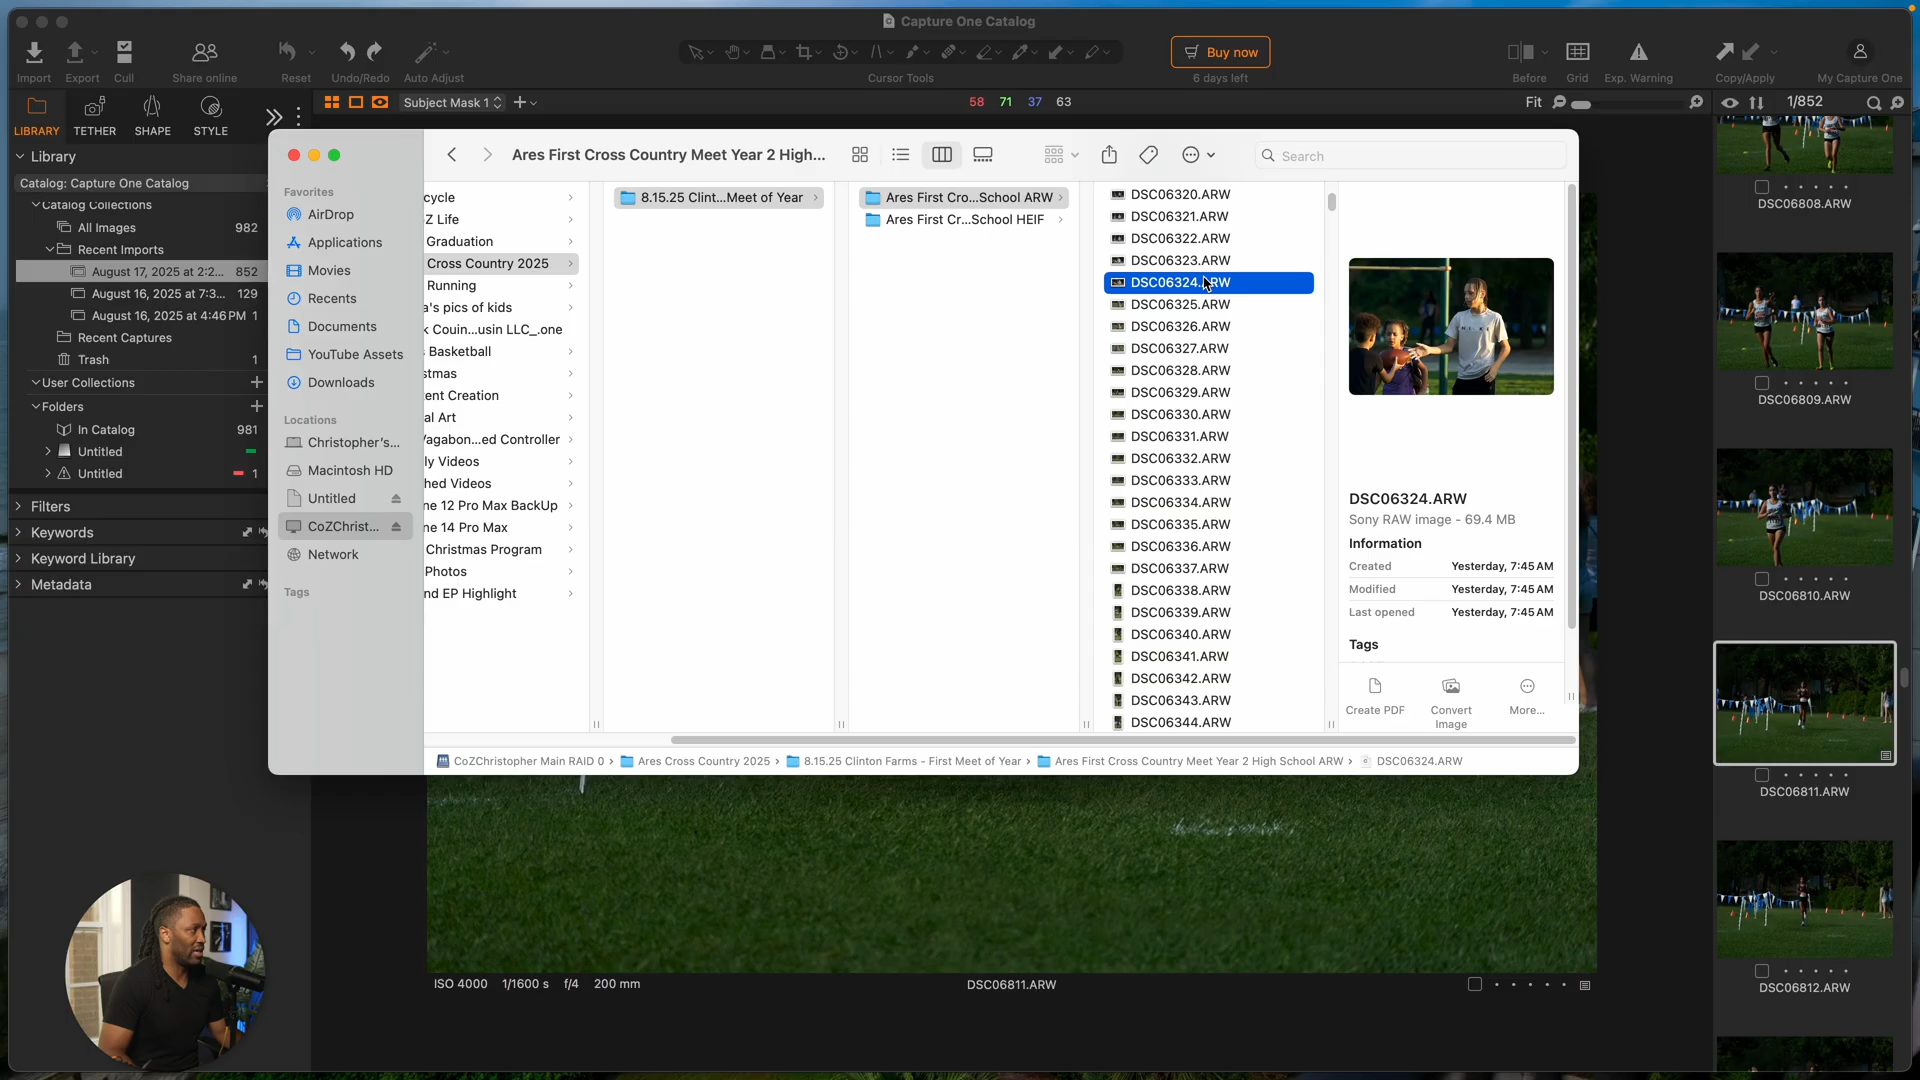 Capture One Catalog
Import
Export
Cull
Share online
Reset
Undo/Redo
Auto Adjust
Cursor Tools
Buy now
6 days left
Before
Grid
Exp. Warning
Copy/Apply
My Capture One
LIBRARY
TETHER
SHAPE
STYLE
Subject Mask 1
58 71 37 63
Fit
1/852
Library
Catalog: Capture One Catalog
Catalog Collections
All Images 982
Recent Imports
August 17, 2025 at 2:2... 852
August 16, 2025 at 7:3... 129
August 16, 2025 at 4:46 PM 1
Recent Captures
Trash 1
User Collections
Folders
In Catalog 981
Untitled
Untitled 1
Filters
Keywords
Keyword Library
Metadata
Favorites
AirDrop
Applications
Movies
Recents
Documents
YouTube Assets
Downloads
Locations
Christopher's...
Macintosh HD
Untitled
CoZChrist...
Network
Tags
Ares First Cross Country Meet Year 2 High...
Search
cycle
Z Life
Graduation
Cross Country 2025
Running
a's pics of kids
k Couin...usin LLC_.one
Basketball
stmas
ent Creation
al Art
Vagabon...ed Controller
ly Videos
hed Videos
ne 12 Pro Max BackUp
ne 14 Pro Max
Christmas Program
Photos
nd EP Highlight
8.15.25 Clint...Meet of Year
Ares First Cro...School ARW
Ares First Cr...School HEIF
DSC06320.ARW
DSC06321.ARW
DSC06322.ARW
DSC06323.ARW
DSC06324.ARW
DSC06325.ARW
DSC06326.ARW
DSC06327.ARW
DSC06328.ARW
DSC06329.ARW
DSC06330.ARW
DSC06331.ARW
DSC06332.ARW
DSC06333.ARW
DSC06334.ARW
DSC06335.ARW
DSC06336.ARW
DSC06337.ARW
DSC06338.ARW
DSC06339.ARW
DSC06340.ARW
DSC06341.ARW
DSC06342.ARW
DSC06343.ARW
DSC06344.ARW
DSC06324.ARW
Sony RAW image - 69.4 MB
Information
Created Yesterday, 7:45 AM
Modified Yesterday, 7:45 AM
Last opened Yesterday, 7:45 AM
Tags
Create PDF
Convert Image
More...
CoZChristopher Main RAID 0 › Ares Cross Country 2025 › 8.15.25 Clinton Farms - First Meet of Year › Ares First Cross Country Meet Year 2 High School ARW › DSC06324.ARW
ISO 4000 1/1600 s f/4 200 mm
DSC06811.ARW
DSC06808.ARW
DSC06809.ARW
DSC06810.ARW
DSC06811.ARW
DSC06812.ARW